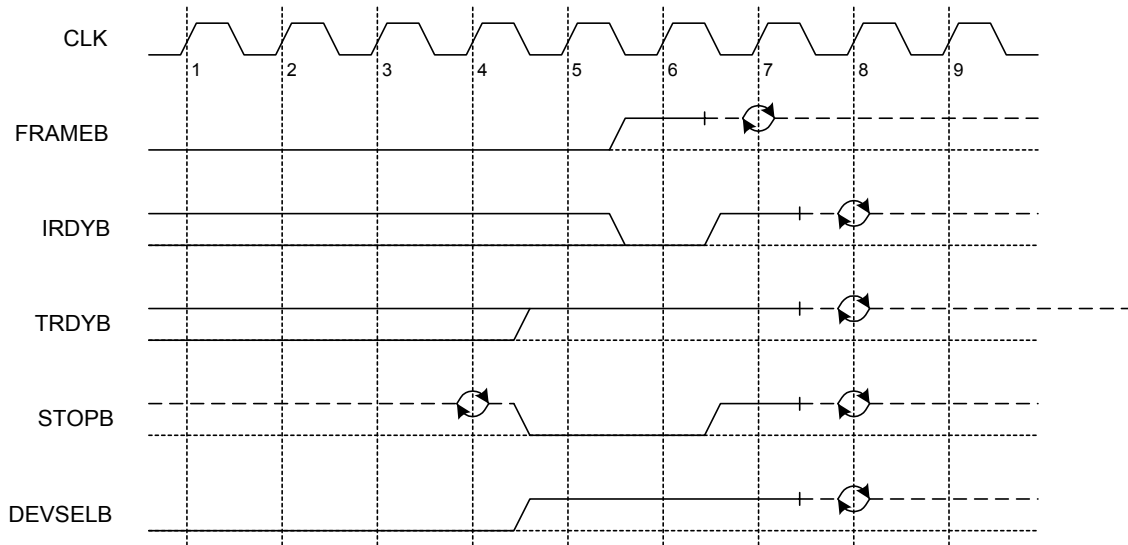 CLK
1 2 3 4 5 6 7 8 9
FRAMEB
IRDYB
TRDYB
STOPB
DEVSELB